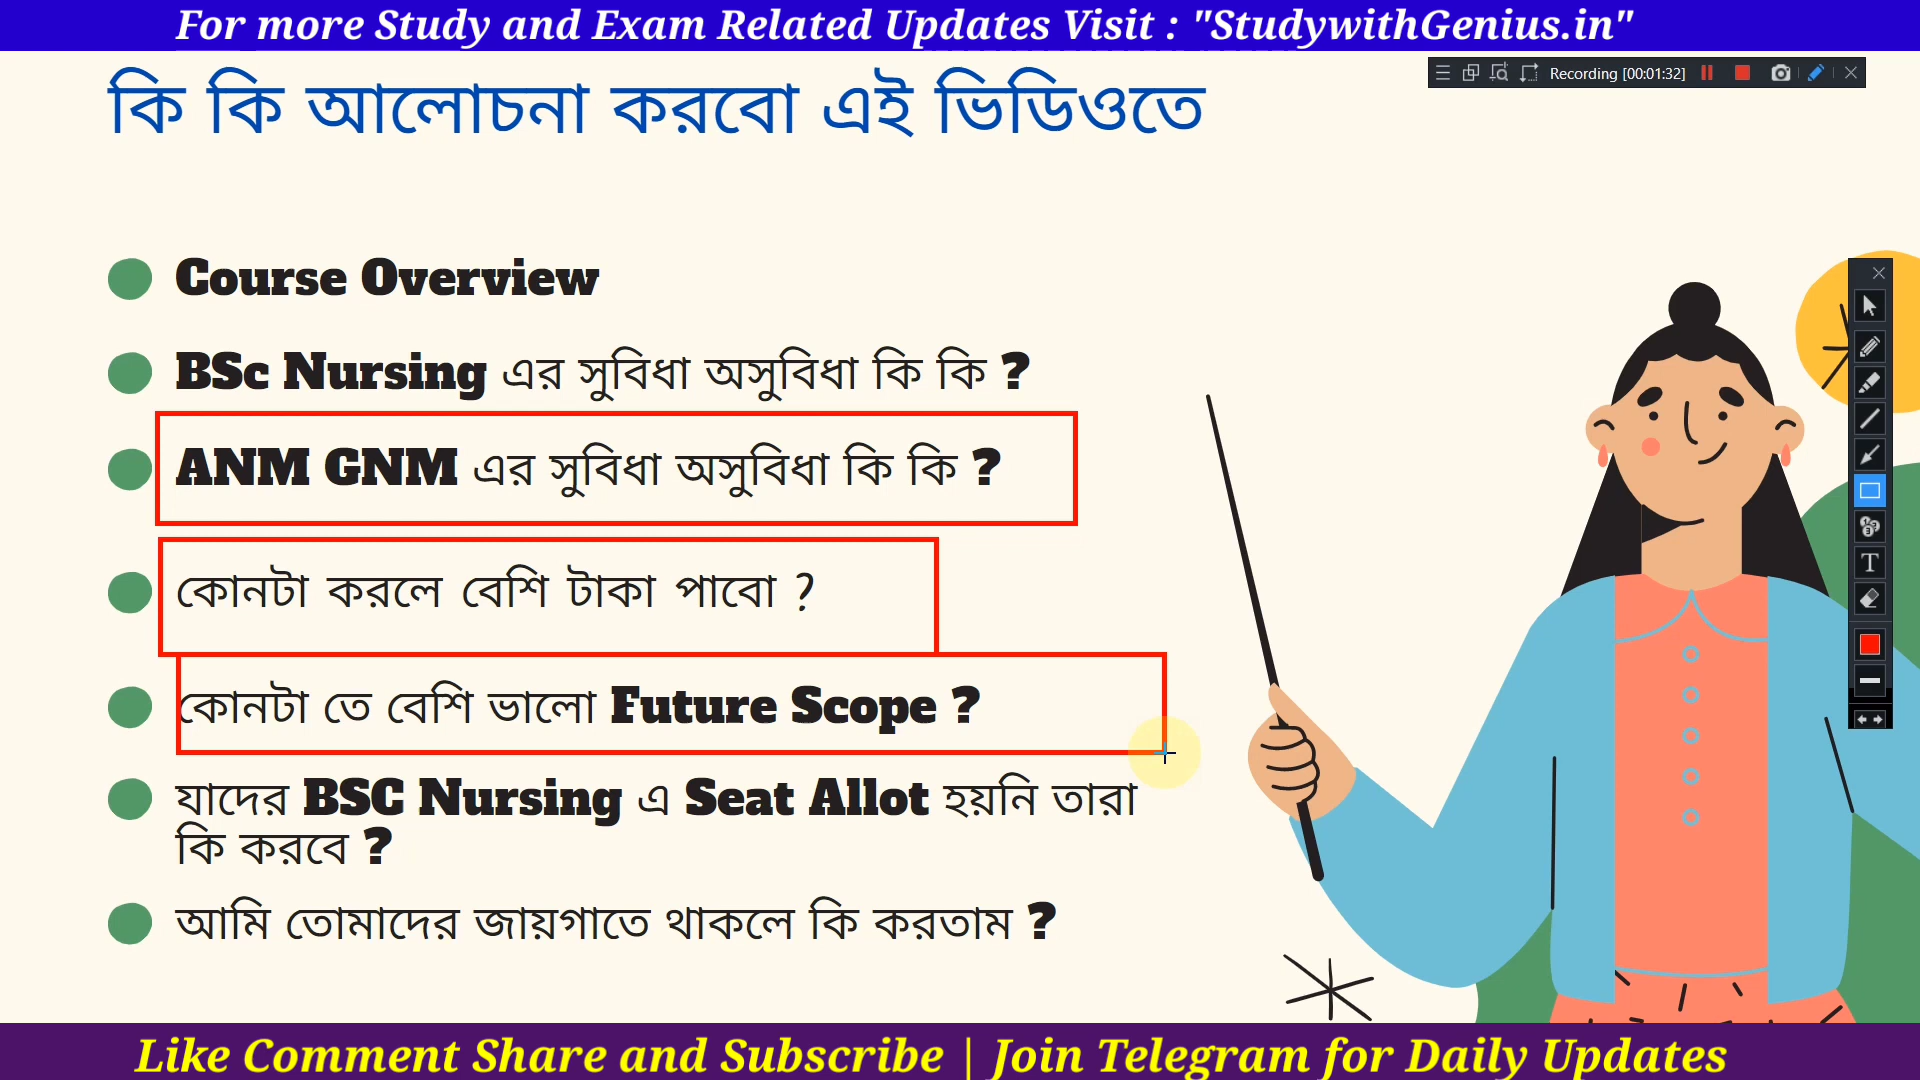 For more Study and Exam Related Updates Visit : "StudywithGenius.in"
Recording [00:01:32]
কি কি আলোচনা করবো এই ভিডিওতে
Course Overview
BSc Nursing এর সুবিধা অসুবিধা কি কি ?
ANM GNM এর সুবিধা অসুবিধা কি কি ?
কোনটা করলে বেশি টাকা পাবো ?
কোনটা তে বেশি ভালো Future Scope ?
যাদের BSC Nursing এ Seat Allot হয়নি তারা
কি করবে ?
আমি তোমাদের জায়গাতে থাকলে কি করতাম ?
Like Comment Share and Subscribe | Join Telegram for Daily Updates